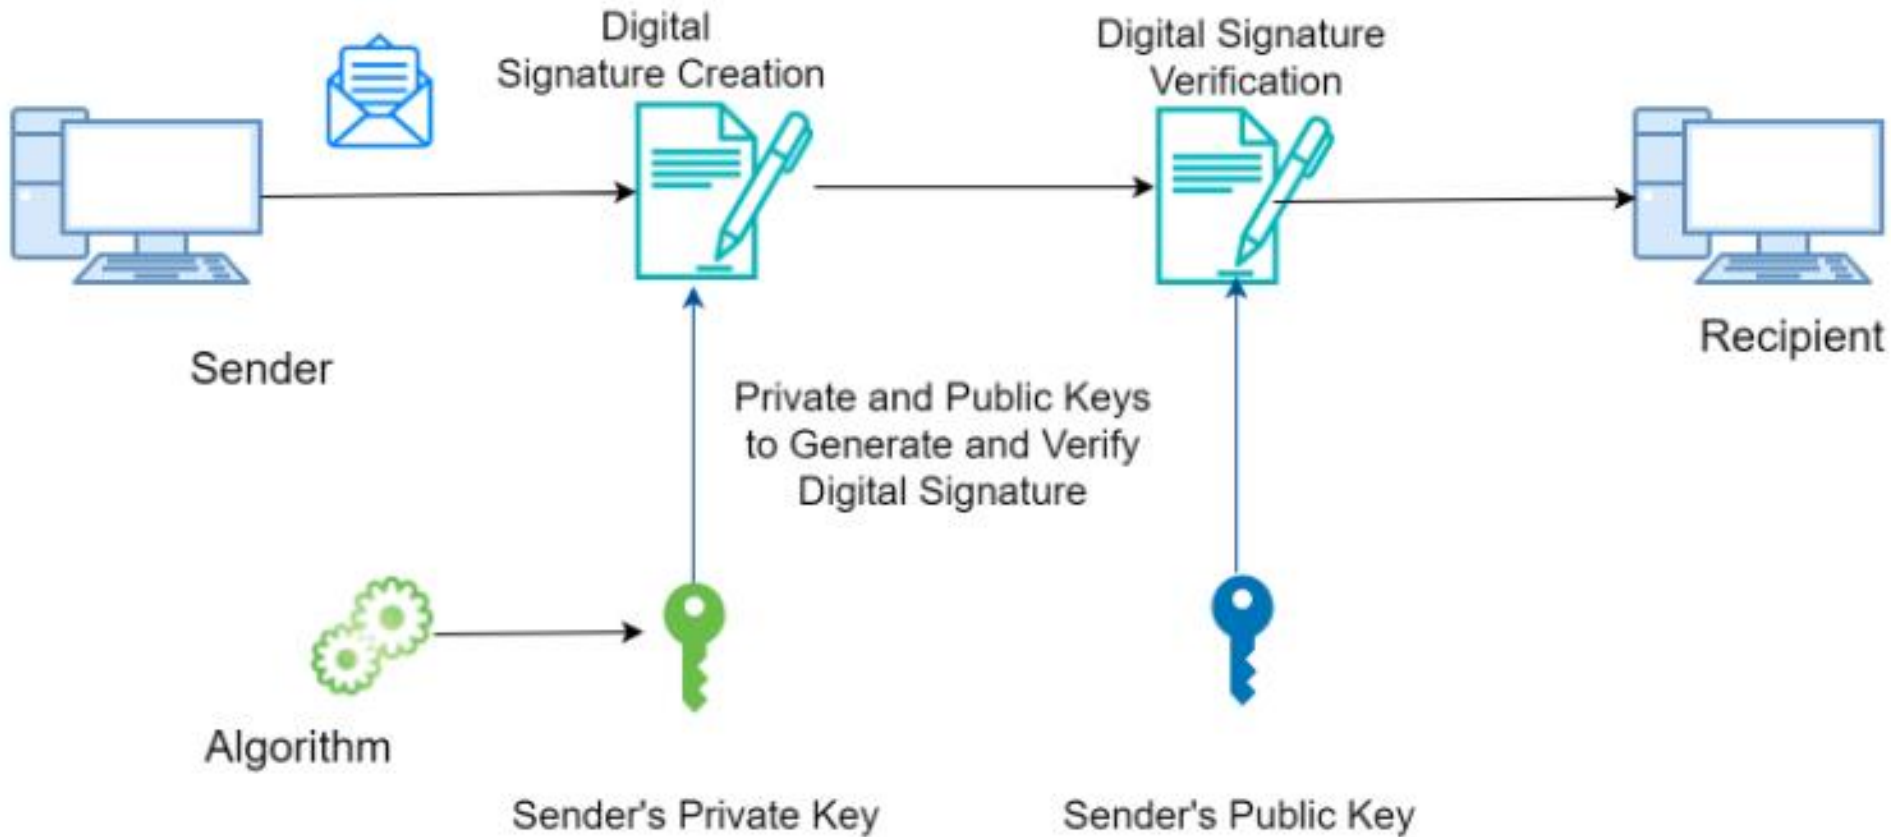 Digital
Signature Creation
Digital Signature
Verification
Sender
Recipient
Private and Public Keys
to Generate and Verify
Digital Signature
Algorithm
Sender's Private Key
Sender's Public Key